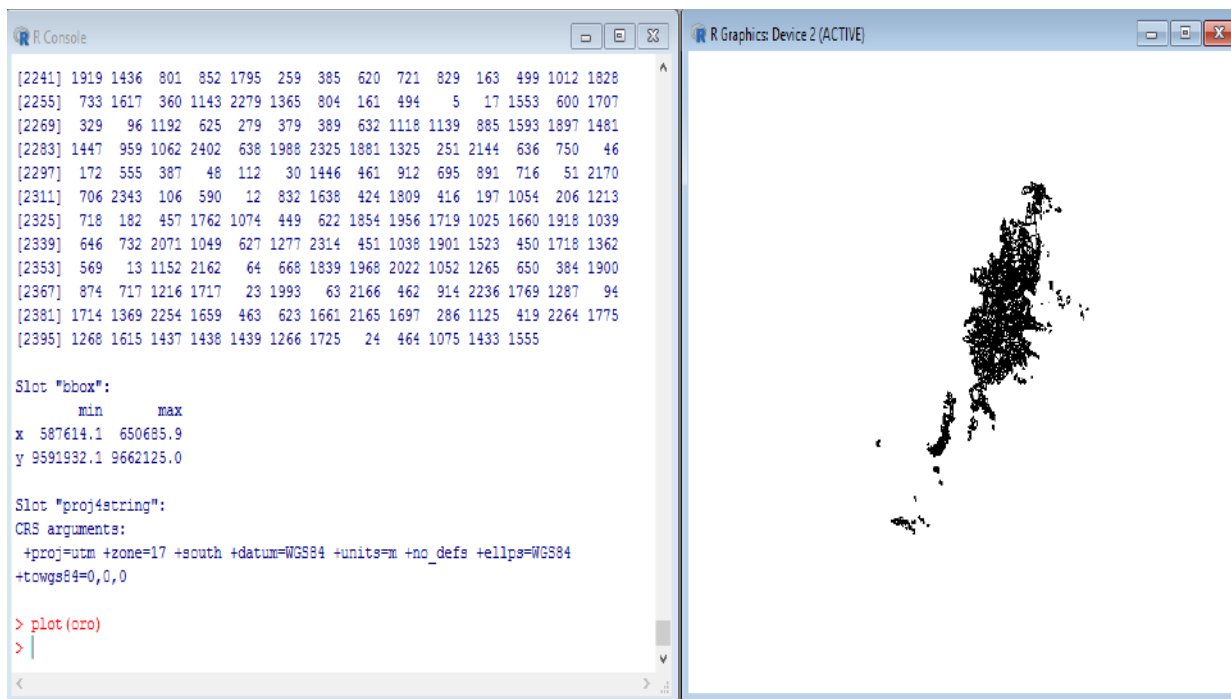 R Console
[2241] 1919 1436 801 852 1795 259 385 620 721 829 163 499 1012 1828
[2255] 733 1617 360 1143 2279 1365 804 161 494 5 17 1553 600 1707
[2269] 329 96 1192 625 279 379 389 632 1118 1139 885 1593 1897 1481
[2283] 1447 959 1062 2402 638 1988 2325 1881 1325 251 2144 636 750 46
[2297] 172 555 387 48 112 30 1446 461 912 695 891 716 51 2170
[2311] 706 2343 106 590 12 832 1638 424 1809 416 197 1054 206 1213
[2325] 718 182 457 1762 1074 449 622 1854 1956 1719 1025 1660 1918 1039
[2339] 646 732 2071 1049 627 1277 2314 451 1038 1901 1523 450 1718 1362
[2353] 569 13 1152 2162 64 668 1839 1968 2022 1052 1265 650 384 1900
[2367] 874 717 1216 1717 23 1993 63 2166 462 914 2236 1769 1287 94
[2381] 1714 1369 2254 1659 463 623 1661 2165 1697 286 1125 419 2264 1775
[2395] 1268 1615 1437 1438 1439 1266 1725 24 464 1075 1433 1555
Slot "bbox":
min max
x 587614.1 650685.9
y 9591932.1 9662125.0
Slot "proj4string":
CRS arguments:
+proj=utm +zone=17 +south +datum=WGS84 +units=m +no_defs +ellps=WGS84
+towgs84=0,0,0
> plot(oro)
>
R Graphics: Device 2 (ACTIVE)